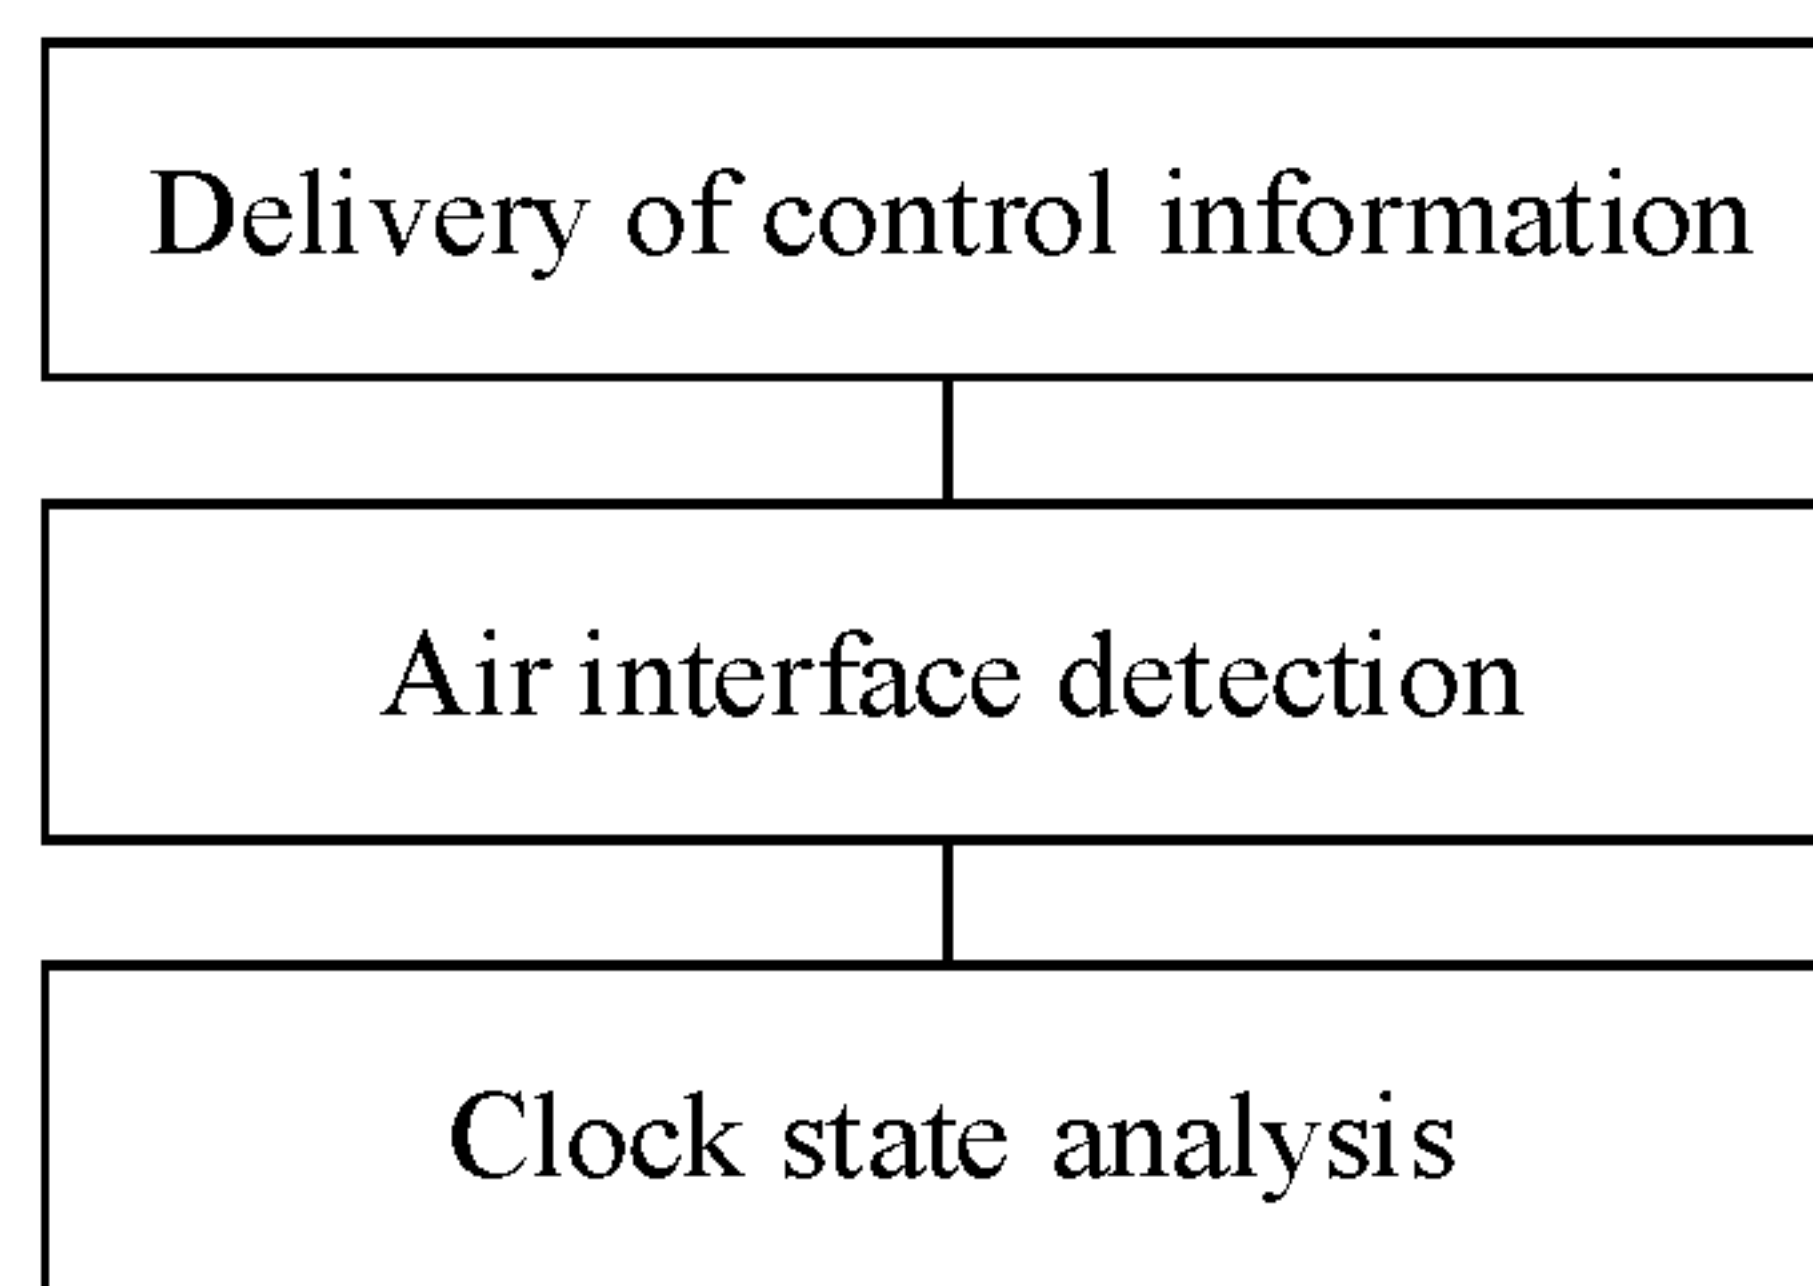 Delivery of control information
Air interface detection
Clock state analysis